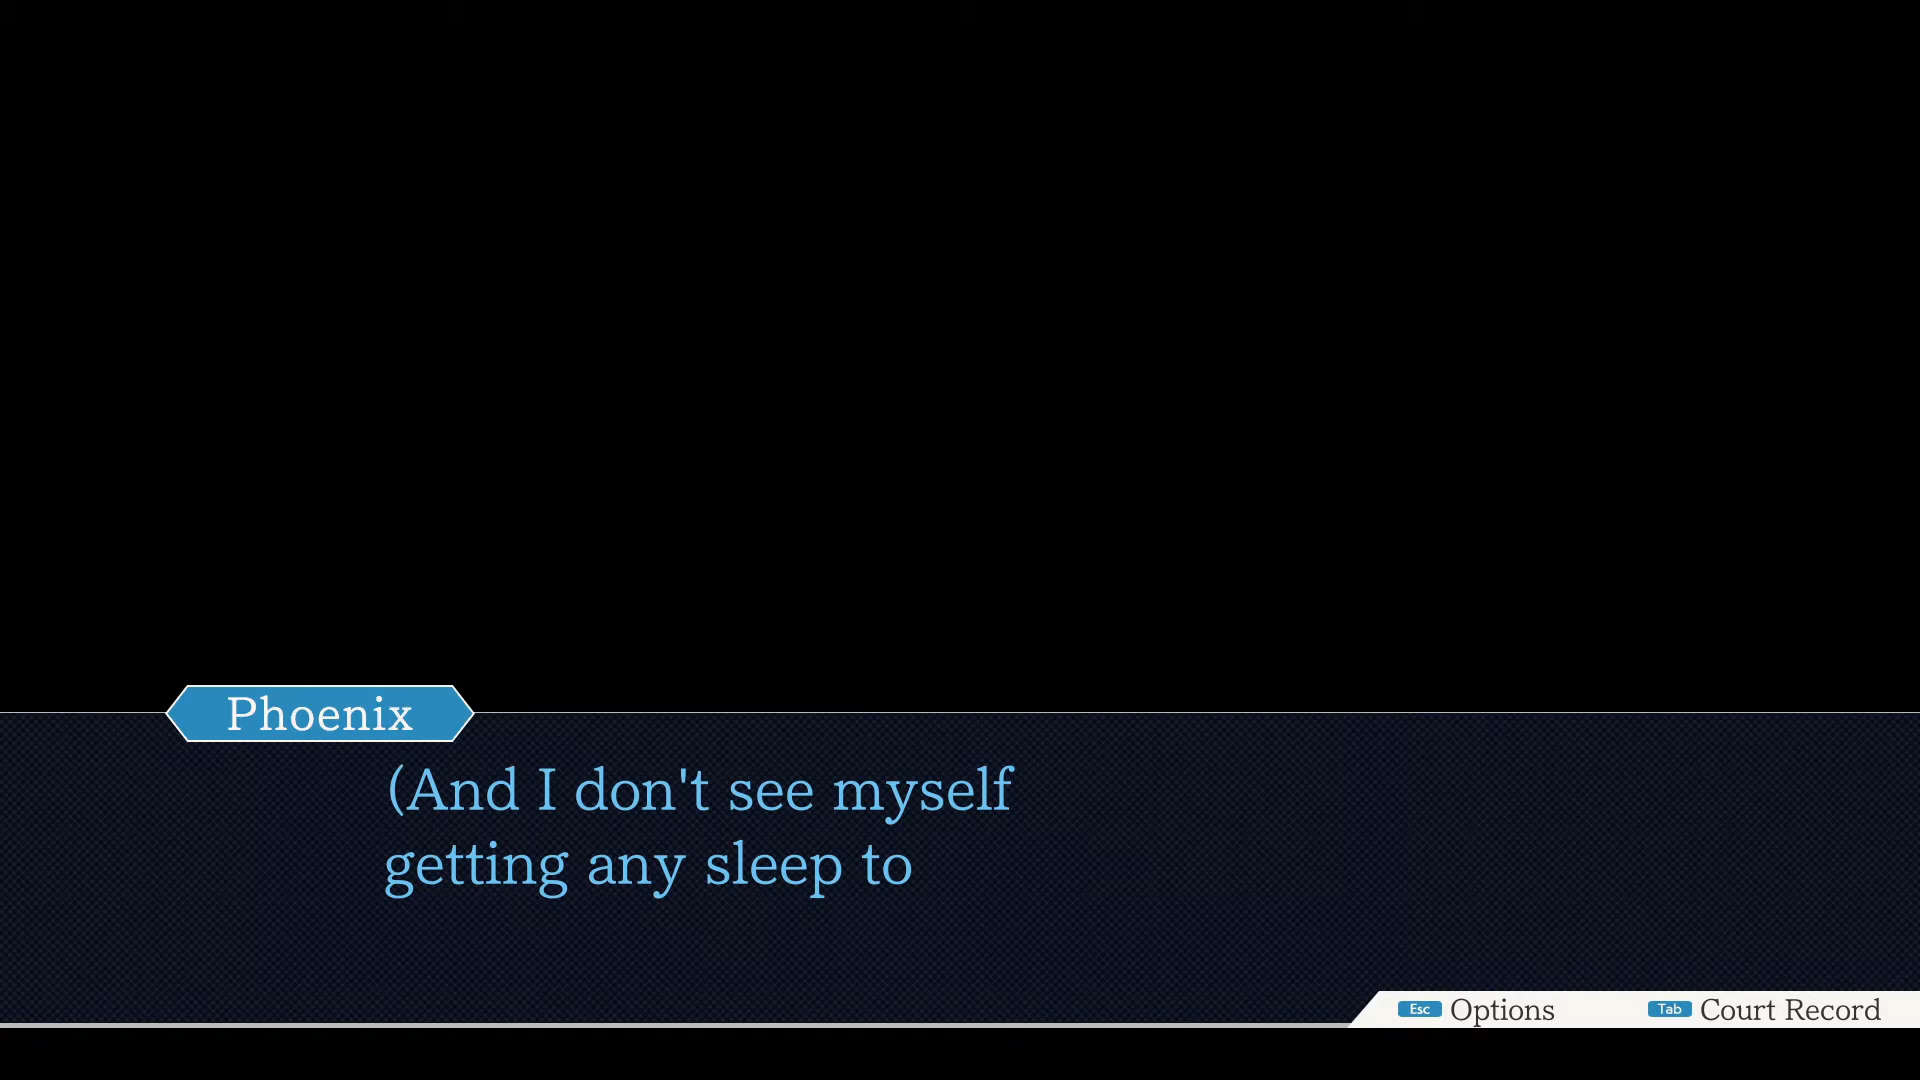 Phoenix
(And I don't see myself
getting any sleep to
Esc Options Tab Court Record